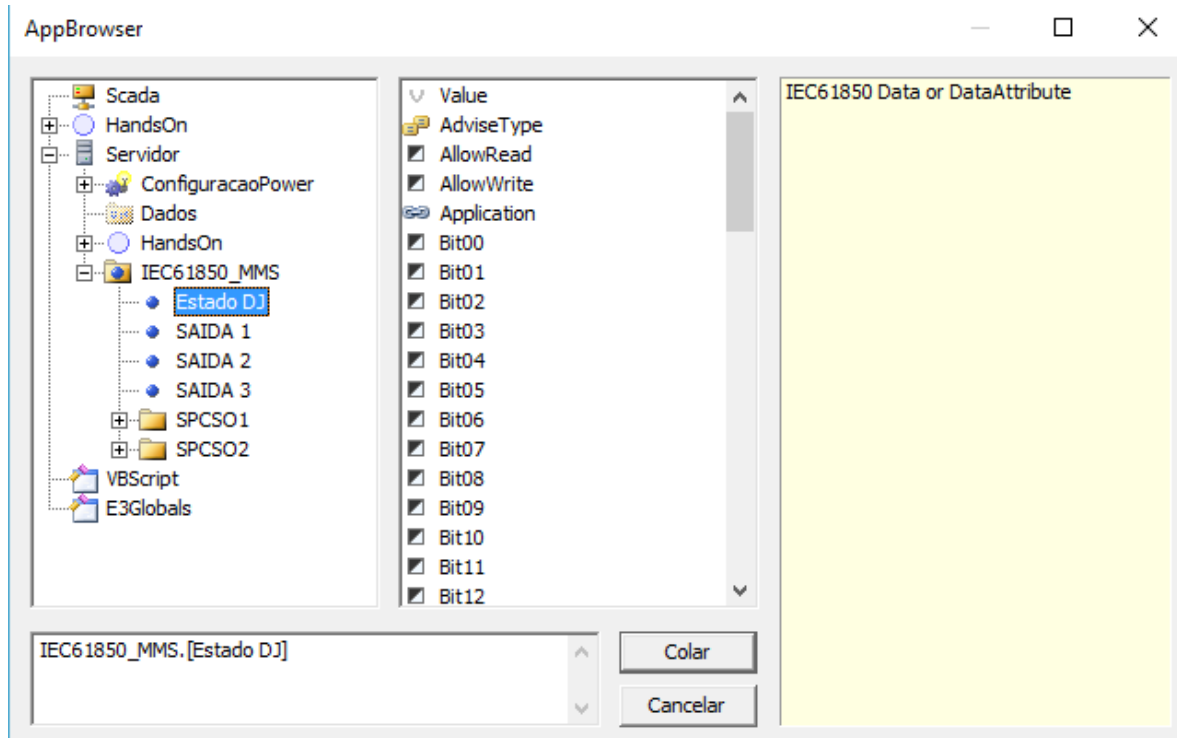 AppBrowser
Scada
HandsOn
Servidor
ConfiguracaoPower
Dados
HandsOn
IEC61850_MMS
Estado DJ
SAIDA 1
SAIDA 2
SAIDA 3
SPCSO1
SPCSO2
VBScript
E3Globals
Value
AdviseType
AllowRead
AllowWrite
Application
Bit00
Bit01
Bit02
Bit03
Bit04
Bit05
Bit06
Bit07
Bit08
Bit09
Bit10
Bit11
Bit12
IEC61850 Data or DataAttribute
IEC61850_MMS.[Estado DJ]
Colar
Cancelar